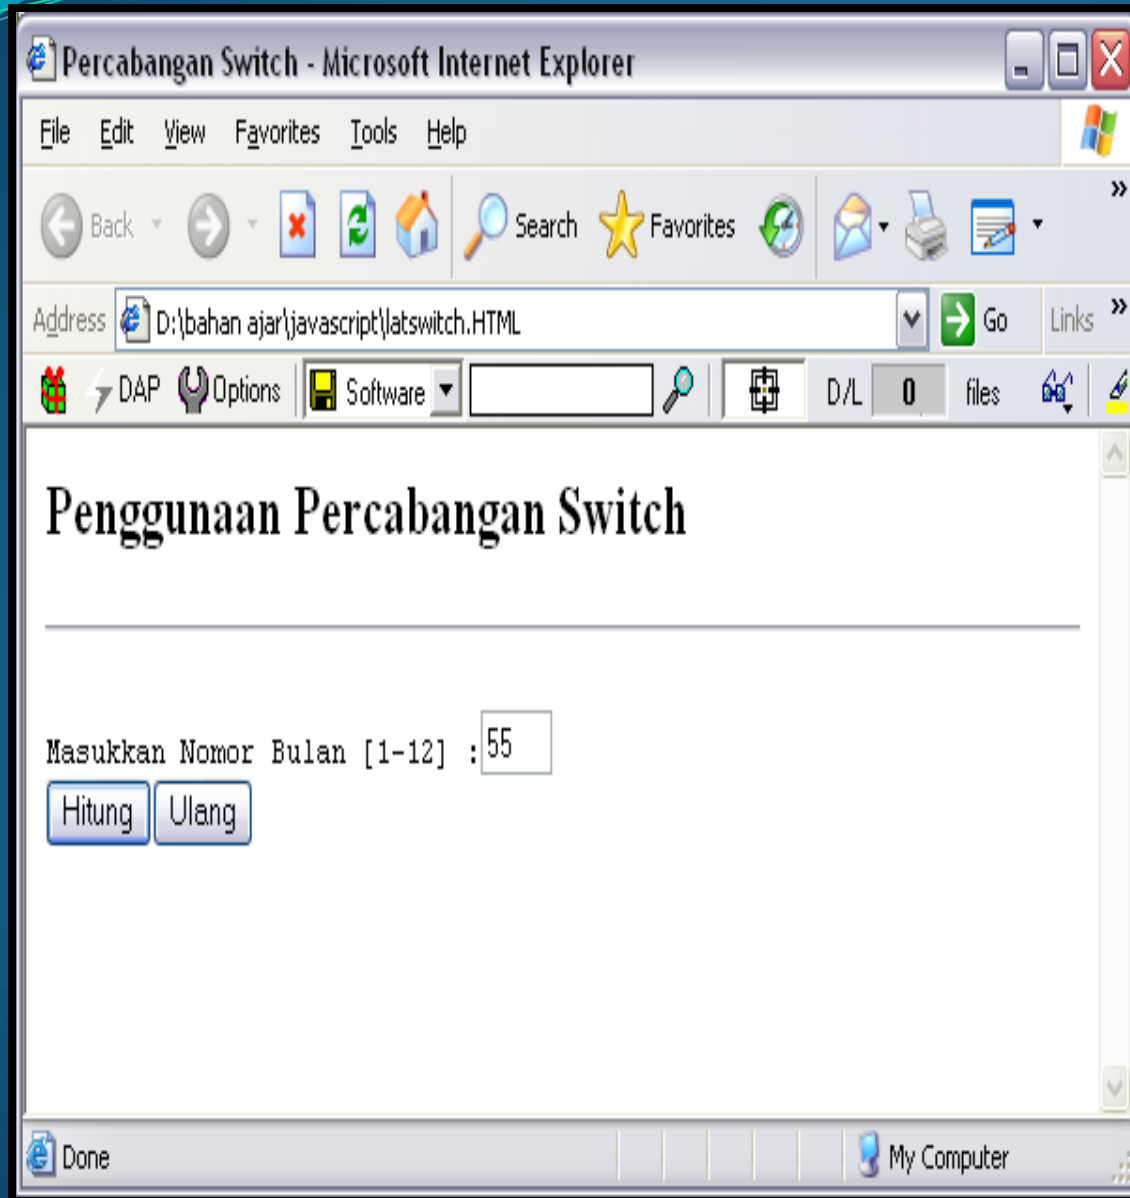 Percabangan Switch - Microsoft Internet Explorer
File Edit View Favorites Tools Help
Back Search Favorites »
Address D:\bahan ajar\javascript\latswitch.HTML Go Links »
DAP Options Software D/L 0 files
Penggunaan Percabangan Switch
Masukkan Nomor Bulan [1-12] :55
Hitung Ulang
Done My Computer